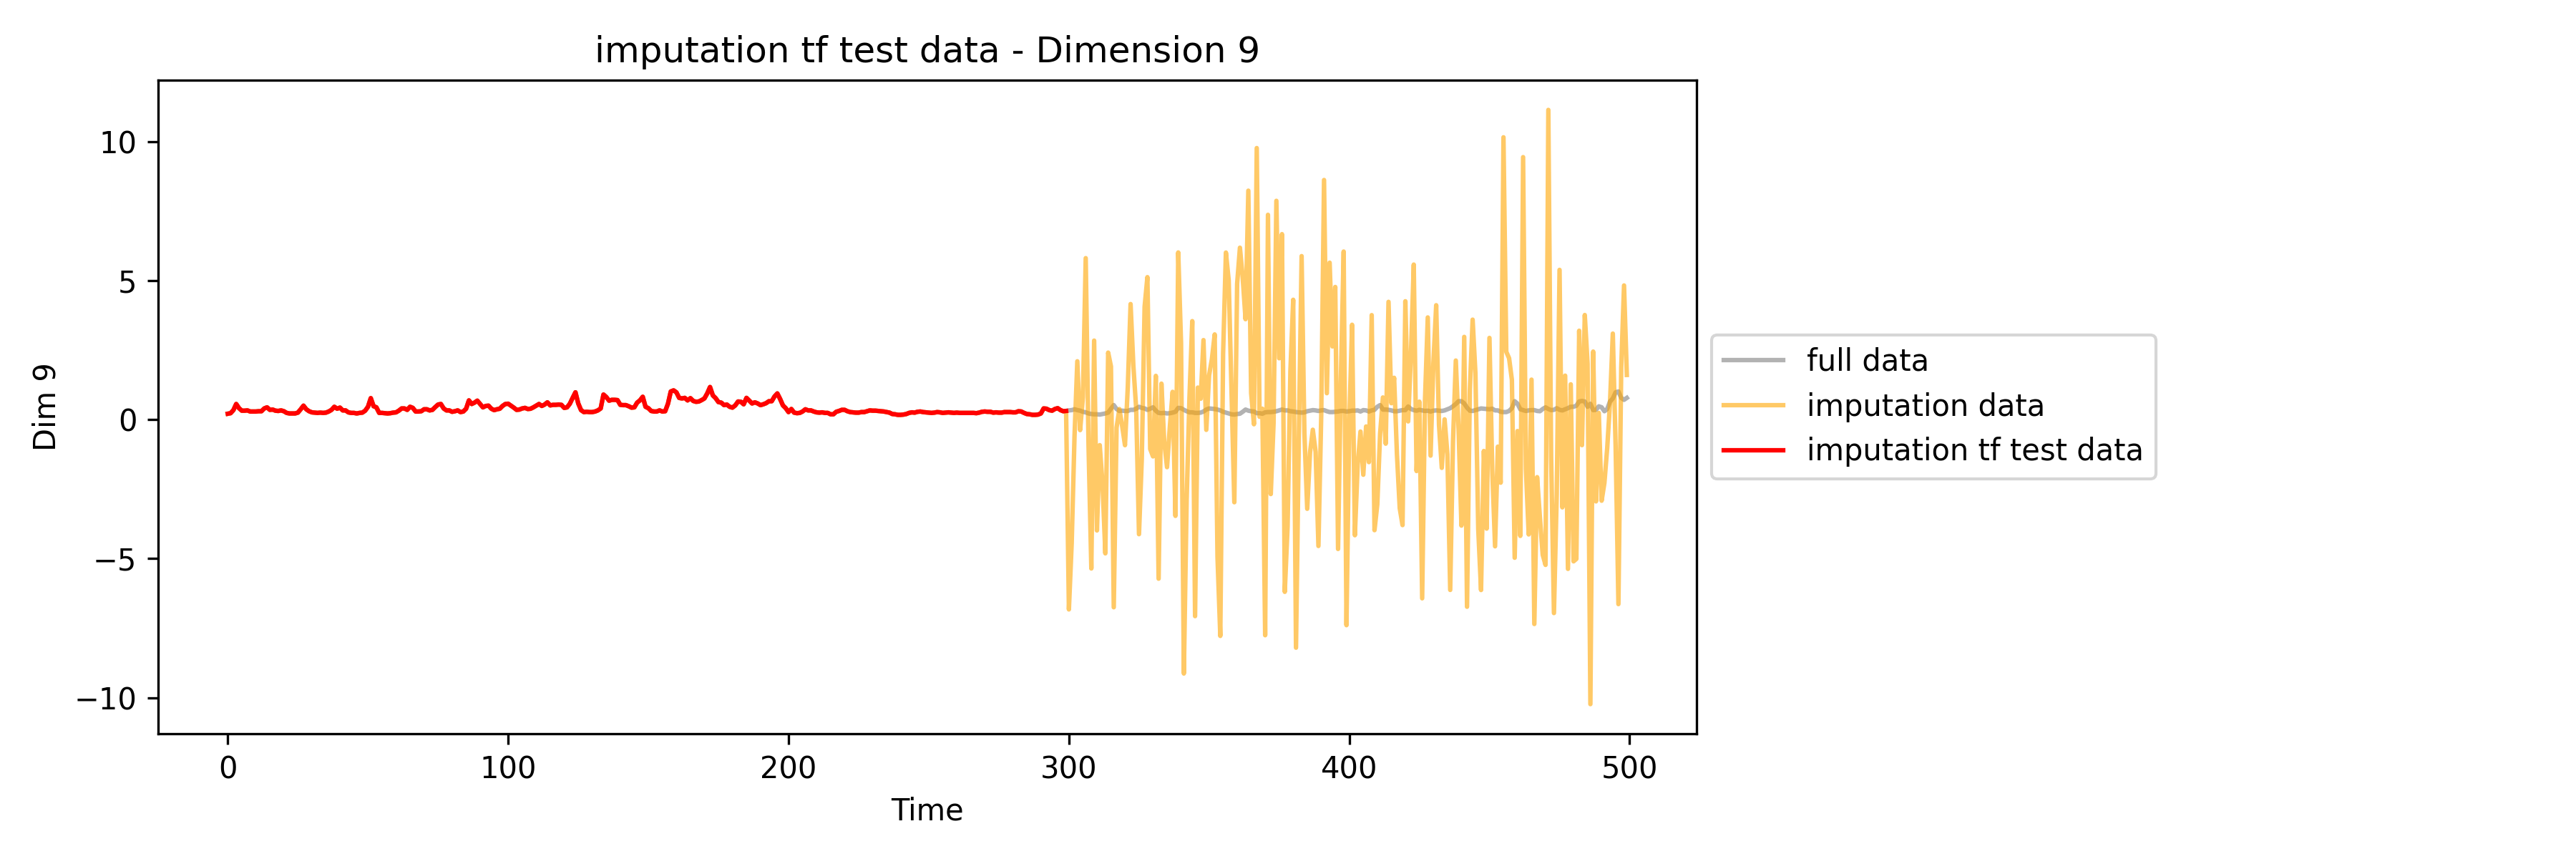 imputation tf test data - Dimension 9
10
5
0
−5
−10
Dim 9
0
100
200
300
400
500
Time
full data
imputation data
imputation tf test data